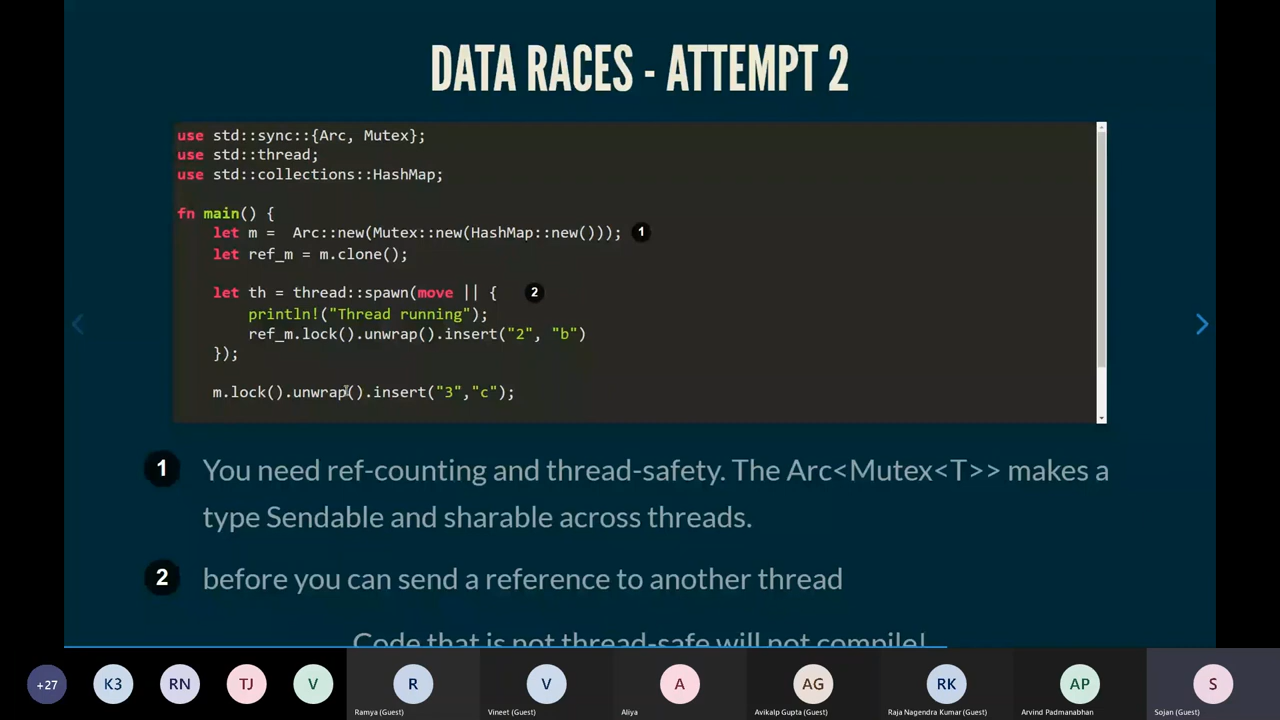 DATA RACES - ATTEMPT 2
use std::sync::{Arc, Mutex};
use std::thread;
use std::collections::HashMap;
fn main() {
let m =  Arc::new(Mutex::new(HashMap::new())); 1
let ref_m = m.clone();
let th = thread::spawn(move || { 2
println!("Thread running");
ref_m.lock().unwrap().insert("2", "b")
});
m.lock().unwrap().insert("3","c");
1 You need ref-counting and thread-safety. The Arc<Mutex<T>> makes a
type Sendable and sharable across threads.
2 before you can send a reference to another thread
Code that is not thread-safe will not compile!
+27 K3 RN TJ V R V A AG RK AP S
Ramya (Guest) Vineet (Guest) Aliya Avikalp Gupta (Guest) Raja Nagendra Kumar (Guest) Arvind Padmanabhan Sojan (Guest)